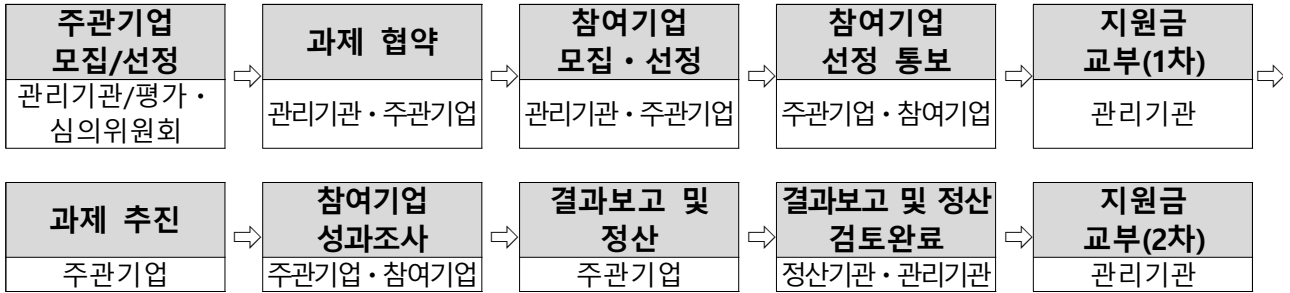 주관기업
모집/선정
관리기관/평가・
심의위원회
과제 협약
관리기관・주관기업
참여기업
모집・선정
관리기관・주관기업
참여기업
선정 통보
주관기업・참여기업
지원금
교부(1차)
관리기관
과제 추진
주관기업
참여기업
성과조사
주관기업・참여기업
결과보고 및
정산
주관기업
결과보고 및 정산
검토완료
정산기관・관리기관
지원금
교부(2차)
관리기관